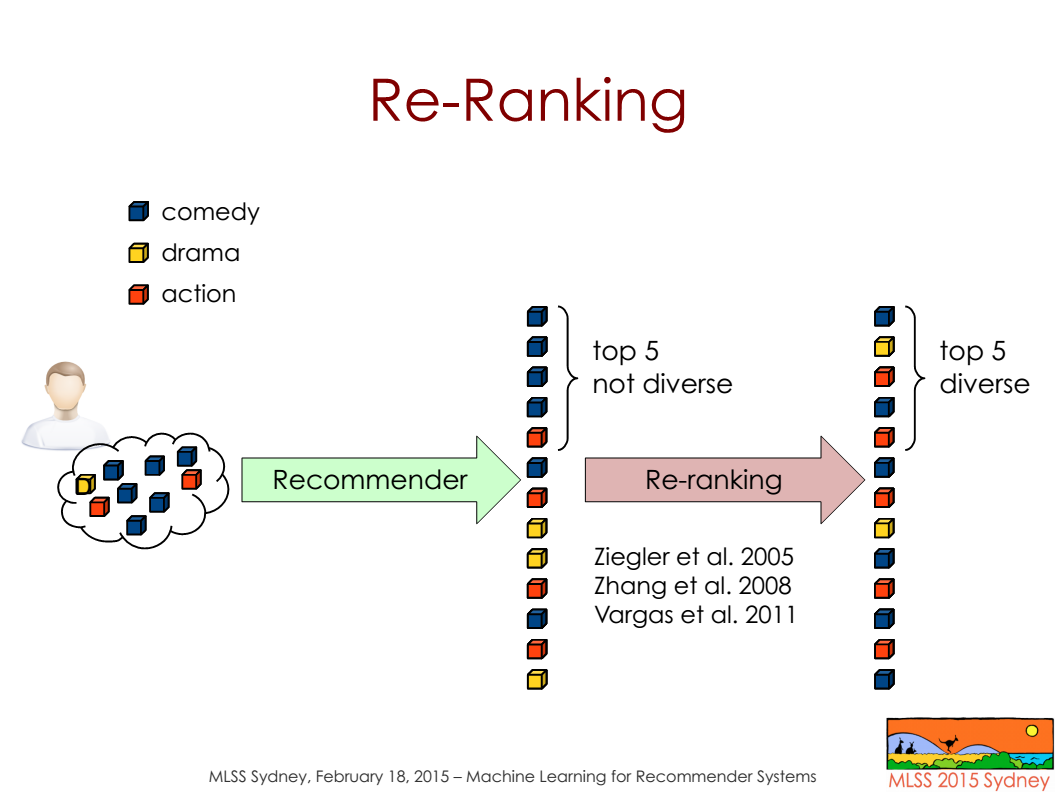 Re-Ranking
comedy
drama
action
top 5
not diverse
top 5
diverse
Recommender
Re-ranking
Ziegler et al. 2005
Zhang et al. 2008
Vargas et al. 2011
MLSS Sydney, February 18, 2015 – Machine Learning for Recommender Systems
MLSS 2015 Sydney